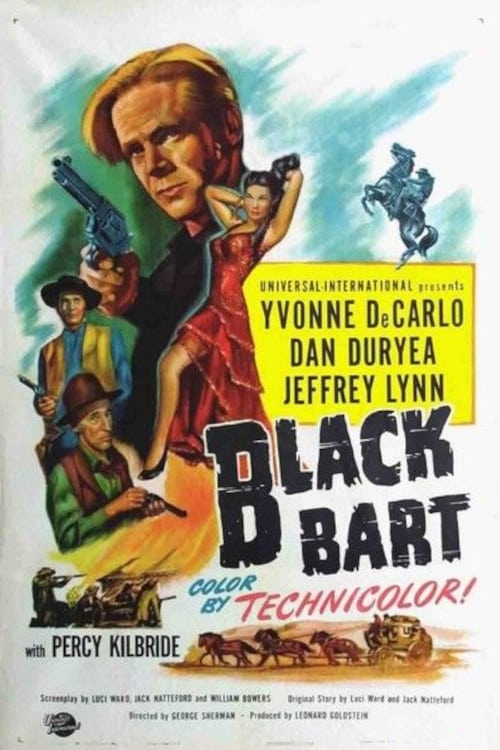 UNIVERSAL-INTERNATIONAL presents
YVONNE DeCARLO
DAN DURYEA
JEFFREY LYNN
BLACK
BART
COLOR
BY TECHNICOLOR!
with PERCY KILBRIDE
Screenplay by LUCI WARD, JACK NATTEFORD and WILLIAM BOWERS Original Story by Luci Ward and Jack Natteford
Directed by GEORGE SHERMAN • Produced by LEONARD GOLDSTEIN